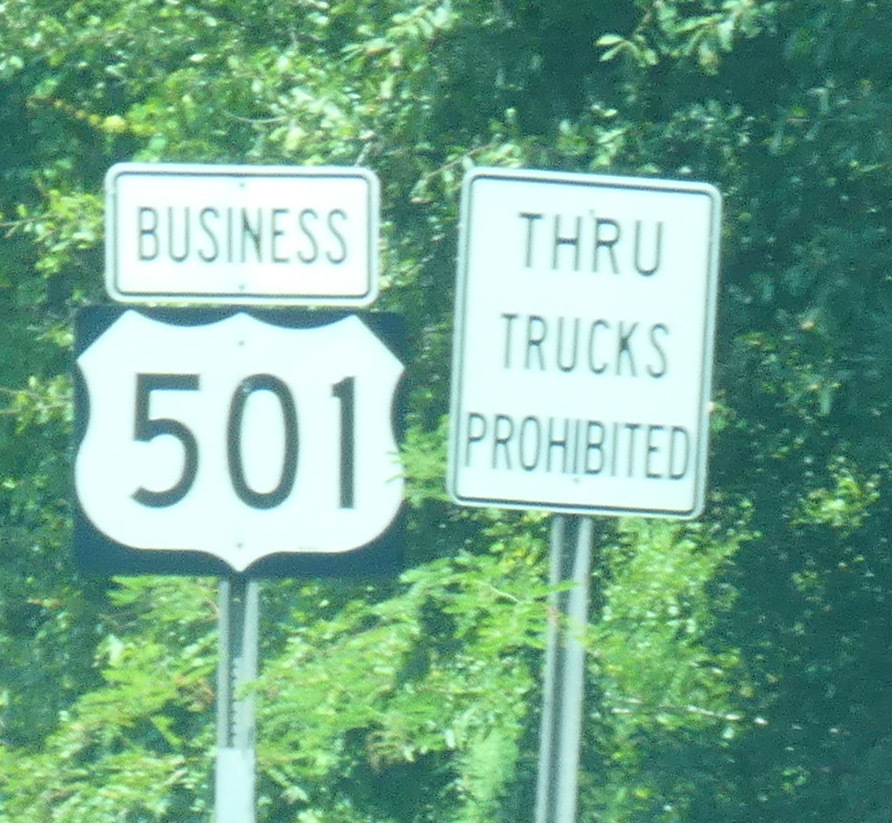 BUSINESS
501
THRU
TRUCKS
PROHIBITED